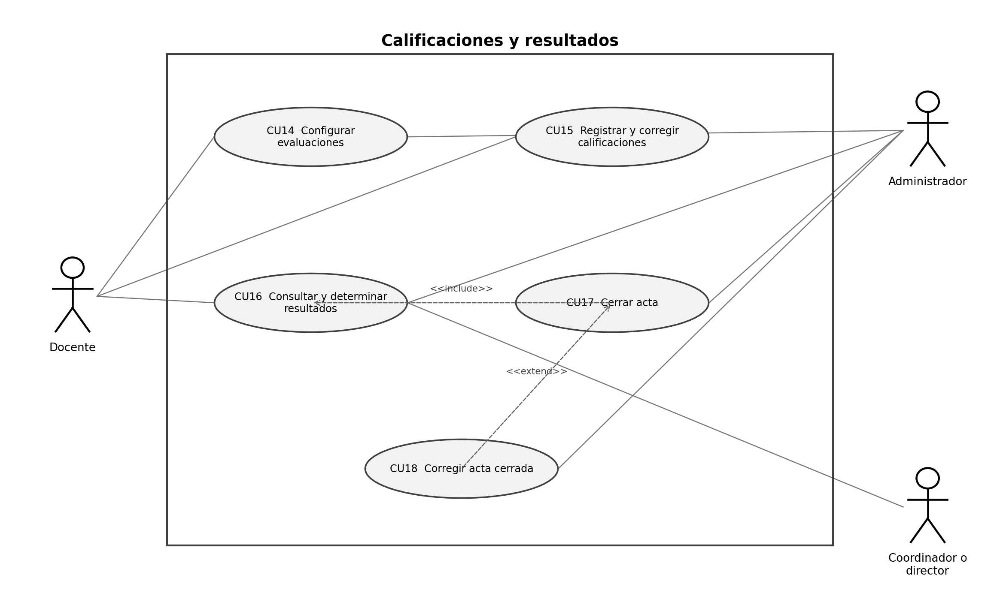 Calificaciones y resultados
CU14  Configurar
evaluaciones
CU15  Registrar y corregir
calificaciones
Administrador
CU16  Consultar y determinar
resultados
<<include>>
CU17  Cerrar acta
Docente
<<extend>>
CU18  Corregir acta cerrada
Coordinador o
director